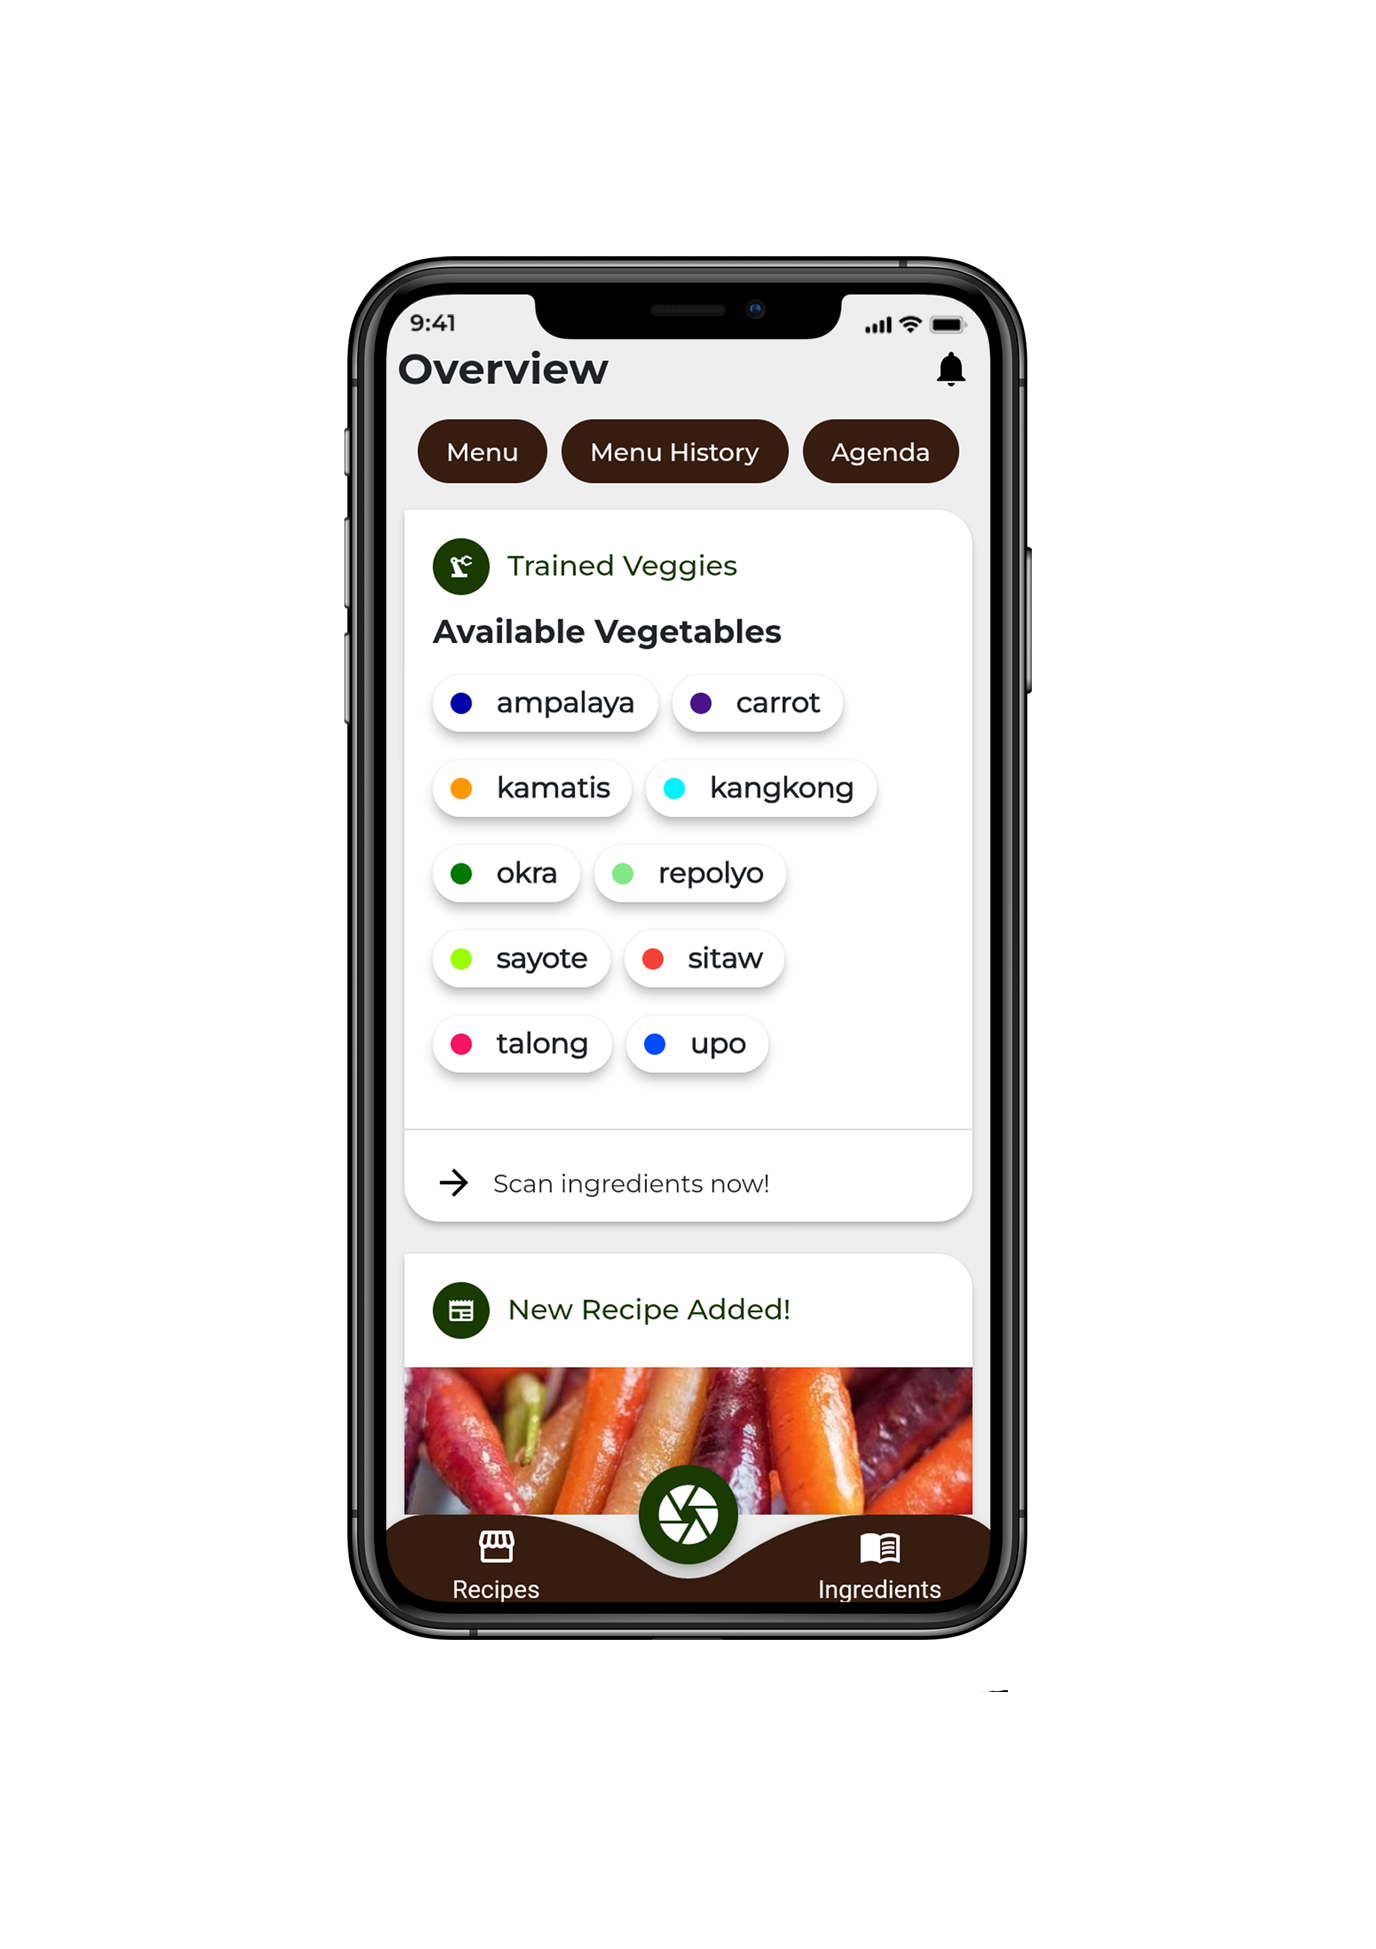 9:41
Overview
Menu Menu History Agenda
Trained Veggies
Available Vegetables
ampalaya carrot
kamatis kangkong
okra repolyo
sayote sitaw
talong upo
Scan ingredients now!
New Recipe Added!
Recipes Ingredients